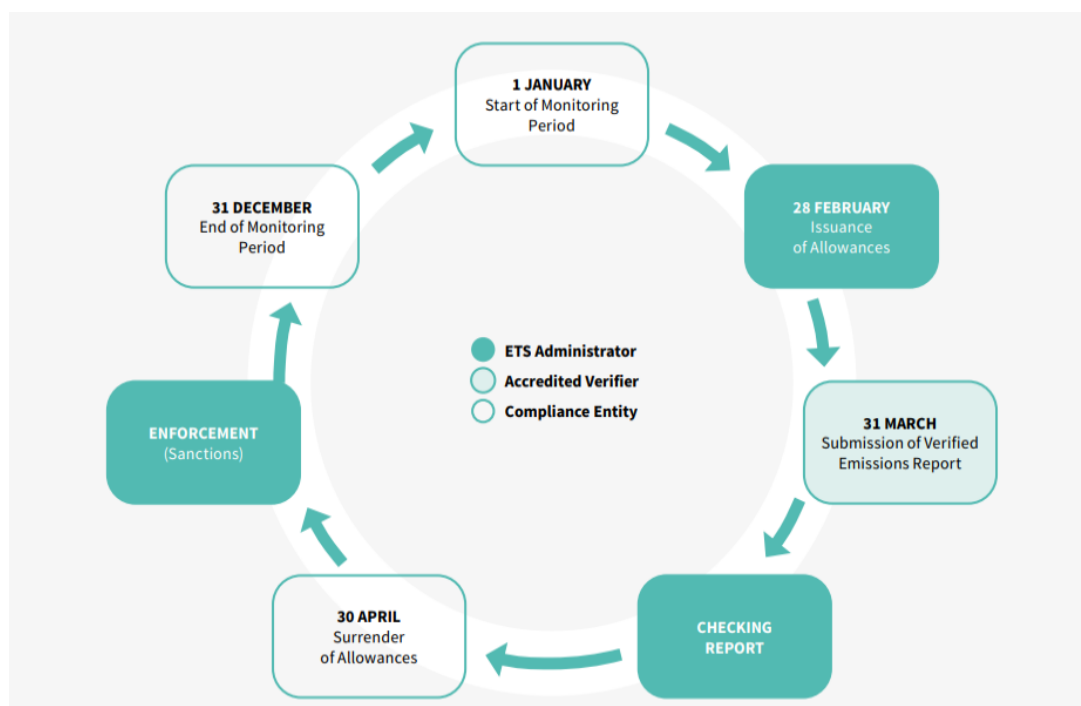 1 JANUARY
Start of Monitoring
Period
28 FEBRUARY
Issuance
of Allowances
31 MARCH
Submission of Verified
Emissions Report
CHECKING
REPORT
30 APRIL
Surrender
of Allowances
ENFORCEMENT
(Sanctions)
31 DECEMBER
End of Monitoring
Period
ETS Administrator
Accredited Verifier
Compliance Entity